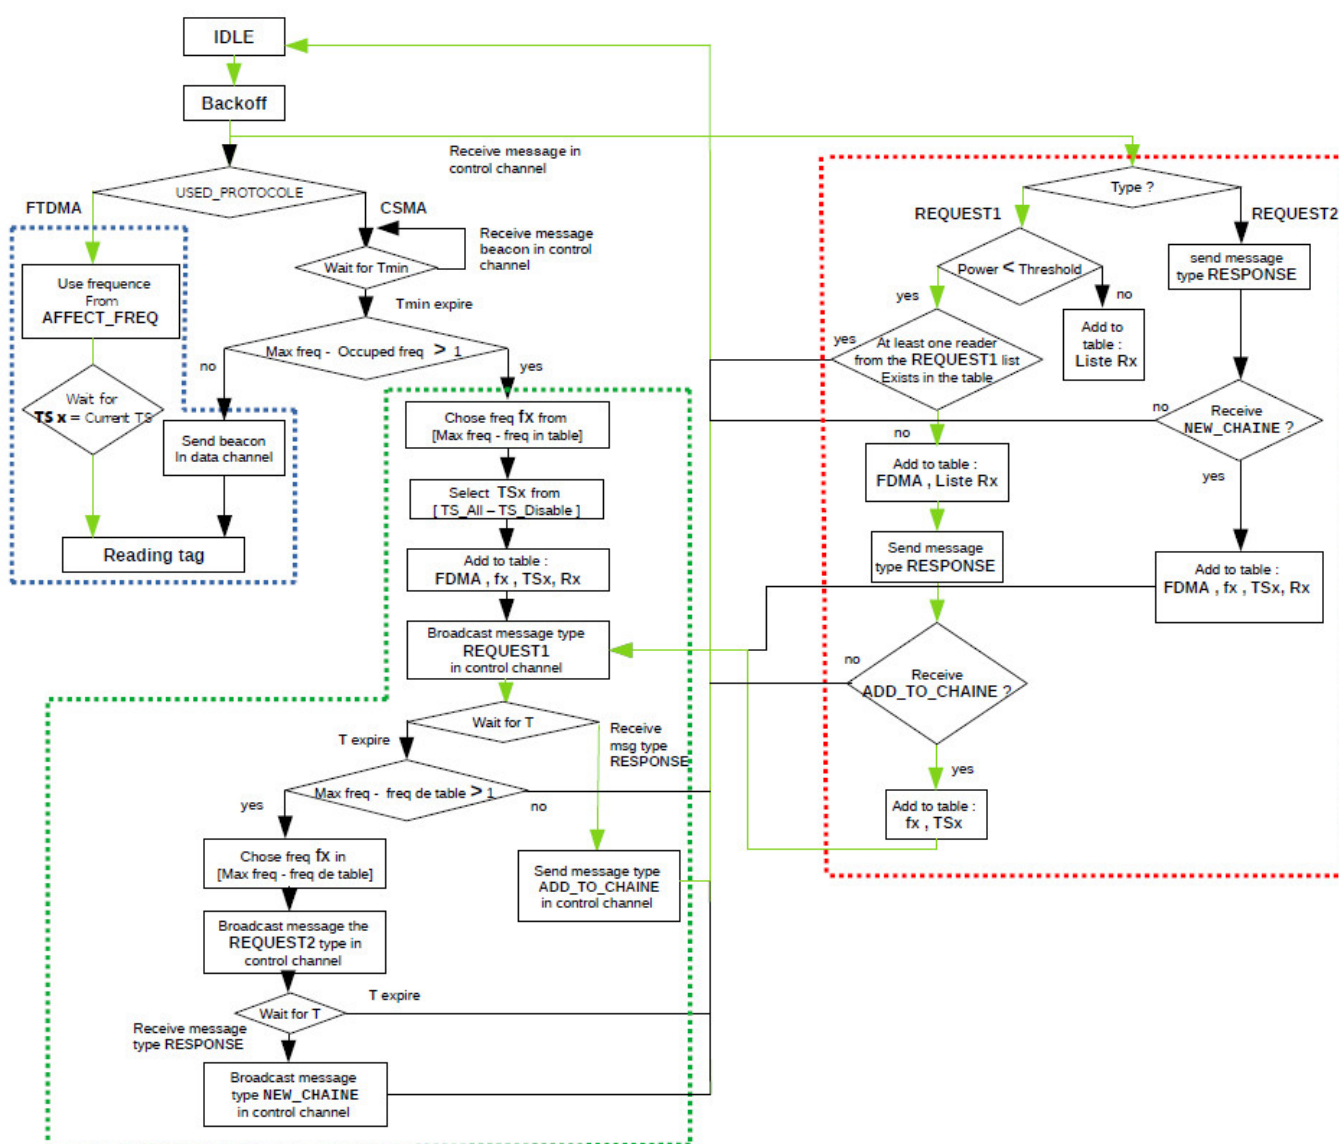 IDLE
Backoff
Receive message in
control channel
USED_PROTOCOLE
FTDMA
CSMA
Receive message
beacon in control
channel
Use frequence
From
AFFECT_FREQ
Wait for Tmin
Tmin expire
Max freq - Occuped freq > 1
no
yes
Wait for
TS x = Current TS
Send beacon
In data channel
Reading tag
Chose freq fx from
[Max freq - freq in table]
Select TSx from
[ TS_All – TS_Disable ]
Add to table :
FDMA , fx , TSx, Rx
Broadcast message type
REQUEST1
in control channel
Wait for T
T expire
Receive
msg type
RESPONSE
Max freq - freq de table > 1
yes
no
Chose freq fx in
[Max freq - freq de table]
Send message type
ADD_TO_CHAINE
in control channel
Broadcast message the
REQUEST2 type in
control channel
Wait for T
T expire
Receive message
type RESPONSE
Broadcast message
type NEW_CHAINE
in control channel
Type ?
REQUEST1
REQUEST2
Power < Threshold
send message
type RESPONSE
yes
no
Add to
table :
Liste Rx
yes
At least one reader
from the REQUEST1 list
Exists in the table
no
no
Receive
NEW_CHAINE ?
yes
Add to table :
FDMA , Liste Rx
Send message
type RESPONSE
Add to table :
FDMA , fx , TSx, Rx
no
Receive
ADD_TO_CHAINE ?
yes
Add to table :
fx , TSx